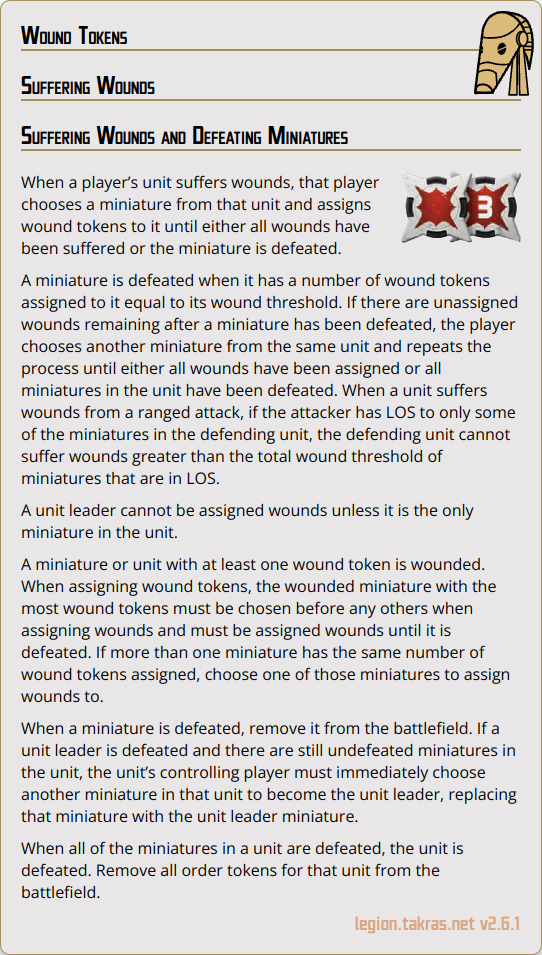 Wound Tokens
Suffering Wounds
Suffering Wounds and Defeating Miniatures
When a player’s unit suffers wounds, that player
chooses a miniature from that unit and assigns
wound tokens to it until either all wounds have
been suffered or the miniature is defeated.
3
A miniature is defeated when it has a number of wound tokens
assigned to it equal to its wound threshold. If there are unassigned
wounds remaining after a miniature has been defeated, the player
chooses another miniature from the same unit and repeats the
process until either all wounds have been assigned or all
miniatures in the unit have been defeated. When a unit suffers
wounds from a ranged attack, if the attacker has LOS to only some
of the miniatures in the defending unit, the defending unit cannot
suffer wounds greater than the total wound threshold of
miniatures that are in LOS.
A unit leader cannot be assigned wounds unless it is the only
miniature in the unit.
A miniature or unit with at least one wound token is wounded.
When assigning wound tokens, the wounded miniature with the
most wound tokens must be chosen before any others when
assigning wounds and must be assigned wounds until it is
defeated. If more than one miniature has the same number of
wound tokens assigned, choose one of those miniatures to assign
wounds to.
When a miniature is defeated, remove it from the battlefield. If a
unit leader is defeated and there are still undefeated miniatures in
the unit, the unit’s controlling player must immediately choose
another miniature in that unit to become the unit leader, replacing
that miniature with the unit leader miniature.
When all of the miniatures in a unit are defeated, the unit is
defeated. Remove all order tokens for that unit from the
battlefield.
legion.takras.net v2.6.1